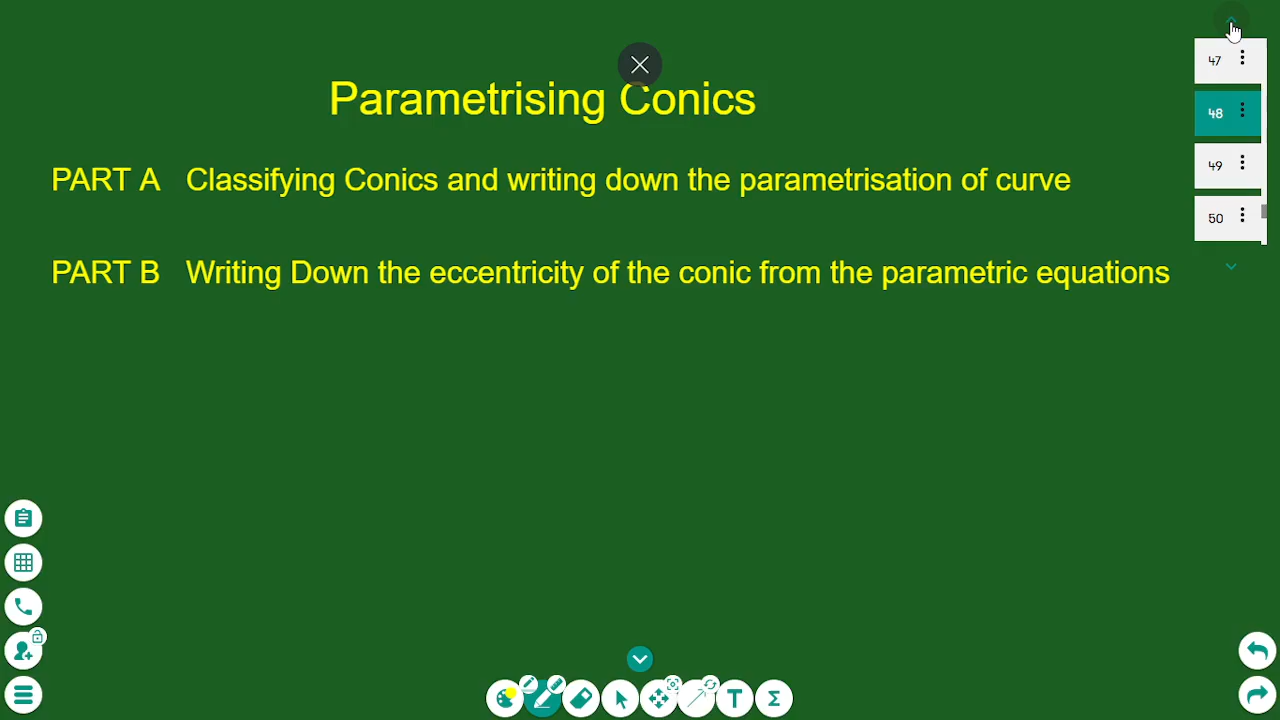 47
Parametrising Conics
48
PART A Classifying Conics and writing down the parametrisation of curve
49
50
PART B Writing Down the eccentricity of the conic from the parametric equations
T
Σ